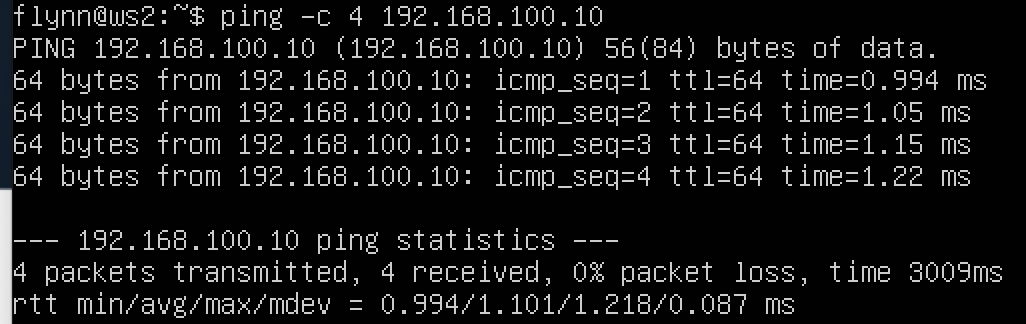 flynn@ws2:~$ ping -c 4 192.168.100.10
PING 192.168.100.10 (192.168.100.10) 56(84) bytes of data.
64 bytes from 192.168.100.10: icmp_seq=1 ttl=64 time=0.994 ms
64 bytes from 192.168.100.10: icmp_seq=2 ttl=64 time=1.05 ms
64 bytes from 192.168.100.10: icmp_seq=3 ttl=64 time=1.15 ms
64 bytes from 192.168.100.10: icmp_seq=4 ttl=64 time=1.22 ms
--- 192.168.100.10 ping statistics ---
4 packets transmitted, 4 received, 0% packet loss, time 3009ms
rtt min/avg/max/mdev = 0.994/1.101/1.218/0.087 ms